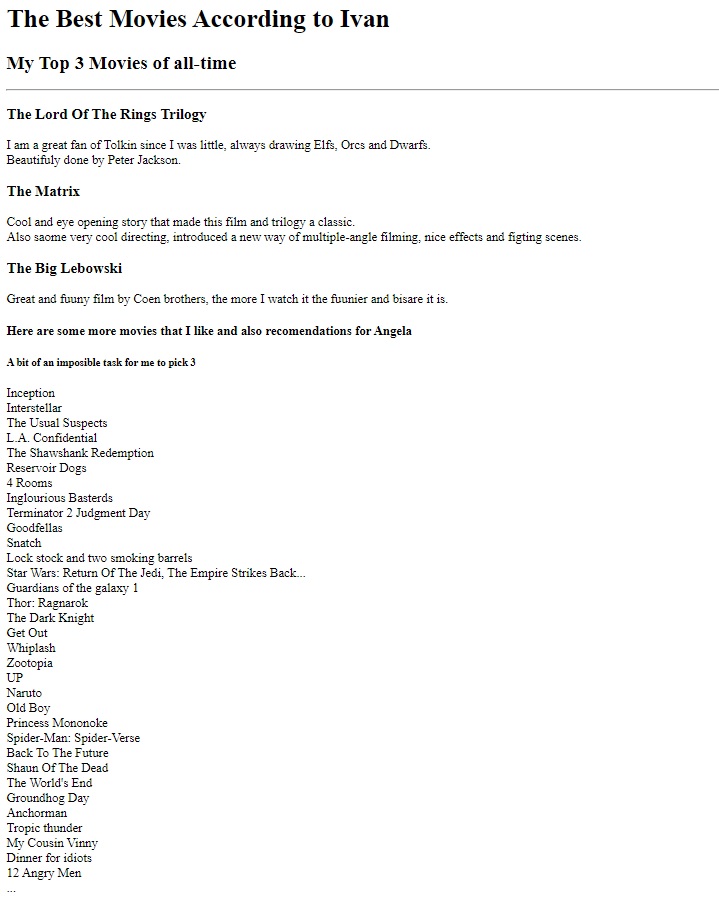 The Best Movies According to Ivan
My Top 3 Movies of all-time
The Lord Of The Rings Trilogy
I am a great fan of Tolkin since I was little, always drawing Elfs, Orcs and Dwarfs.
Beautifuly done by Peter Jackson.
The Matrix
Cool and eye opening story that made this film and trilogy a classic.
Also saome very cool directing, introduced a new way of multiple-angle filming, nice effects and figting scenes.
The Big Lebowski
Great and fuuny film by Coen brothers, the more I watch it the fuunier and bisare it is.
Here are some more movies that I like and also recomendations for Angela
A bit of an imposible task for me to pick 3
Inception
Interstellar
The Usual Suspects
L.A. Confidential
The Shawshank Redemption
Reservoir Dogs
4 Rooms
Inglourious Basterds
Terminator 2 Judgment Day
Goodfellas
Snatch
Lock stock and two smoking barrels
Star Wars: Return Of The Jedi, The Empire Strikes Back...
Guardians of the galaxy 1
Thor: Ragnarok
The Dark Knight
Get Out
Whiplash
Zootopia
UP
Naruto
Old Boy
Princess Mononoke
Spider-Man: Spider-Verse
Back To The Future
Shaun Of The Dead
The World's End
Groundhog Day
Anchorman
Tropic thunder
My Cousin Vinny
Dinner for idiots
12 Angry Men
...